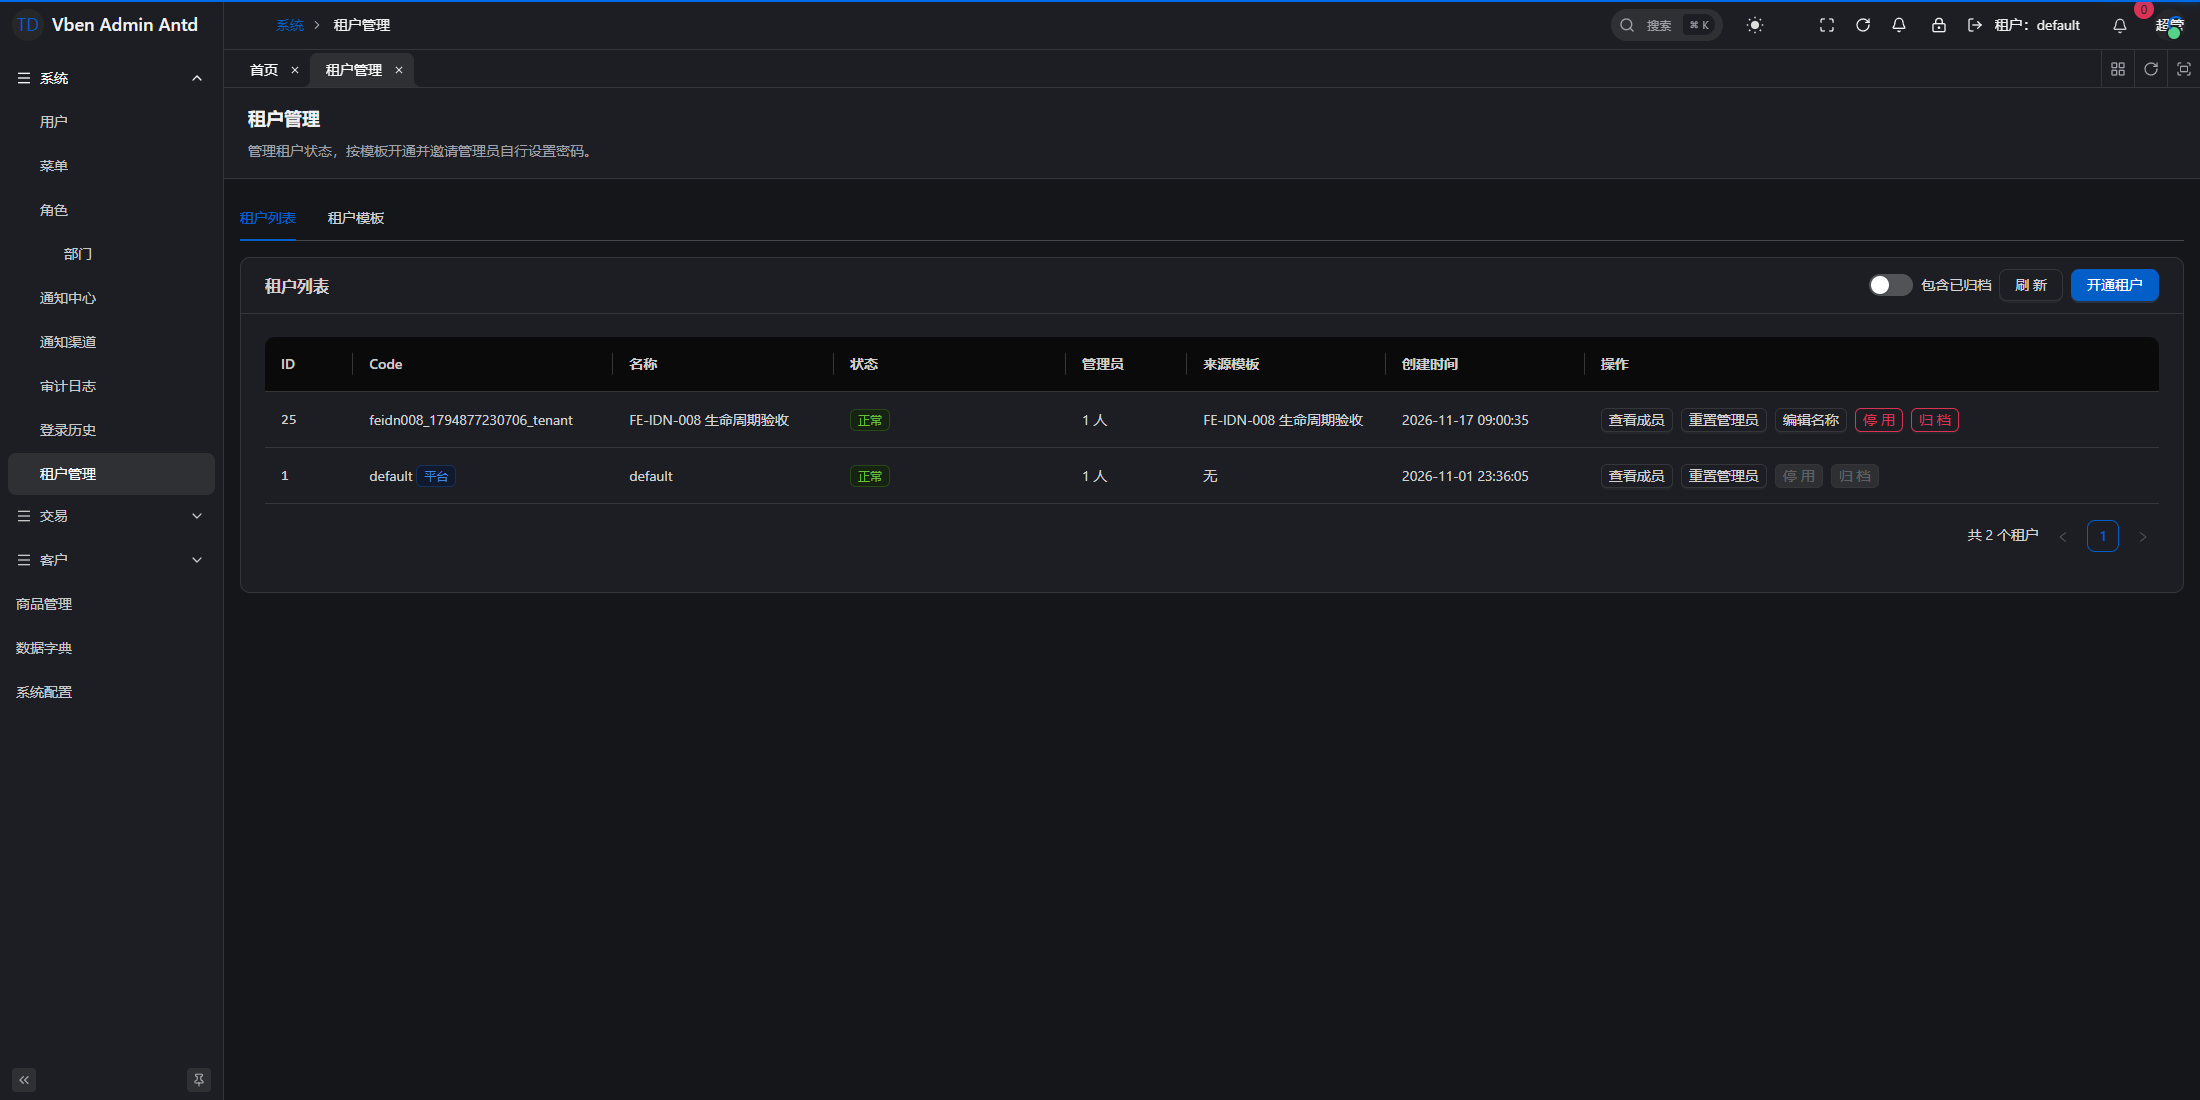 TD Vben Admin Antd
系统 > 租户管理
搜索 ⌘ K
租户：default
0
超管
首页 × 租户管理 ×
系统
用户
菜单
角色
部门
通知中心
通知渠道
审计日志
登录历史
租户管理
交易
客户
商品管理
数据字典
系统配置
租户管理
管理租户状态，按模板开通并邀请管理员自行设置密码。
租户列表 租户模板
租户列表 包含已归档 刷 新 开通租户
ID Code 名称 状态 管理员 来源模板 创建时间 操作
25 feidn008_1794877230706_tenant FE-IDN-008 生命周期验收 正常 1 人 FE-IDN-008 生命周期验收 2026-11-17 09:00:35 查看成员 重置管理员 编辑名称 停 用 归 档
1 default 平台 default 正常 1 人 无 2026-11-01 23:36:05 查看成员 重置管理员 停 用 归 档
共 2 个租户 < 1 >